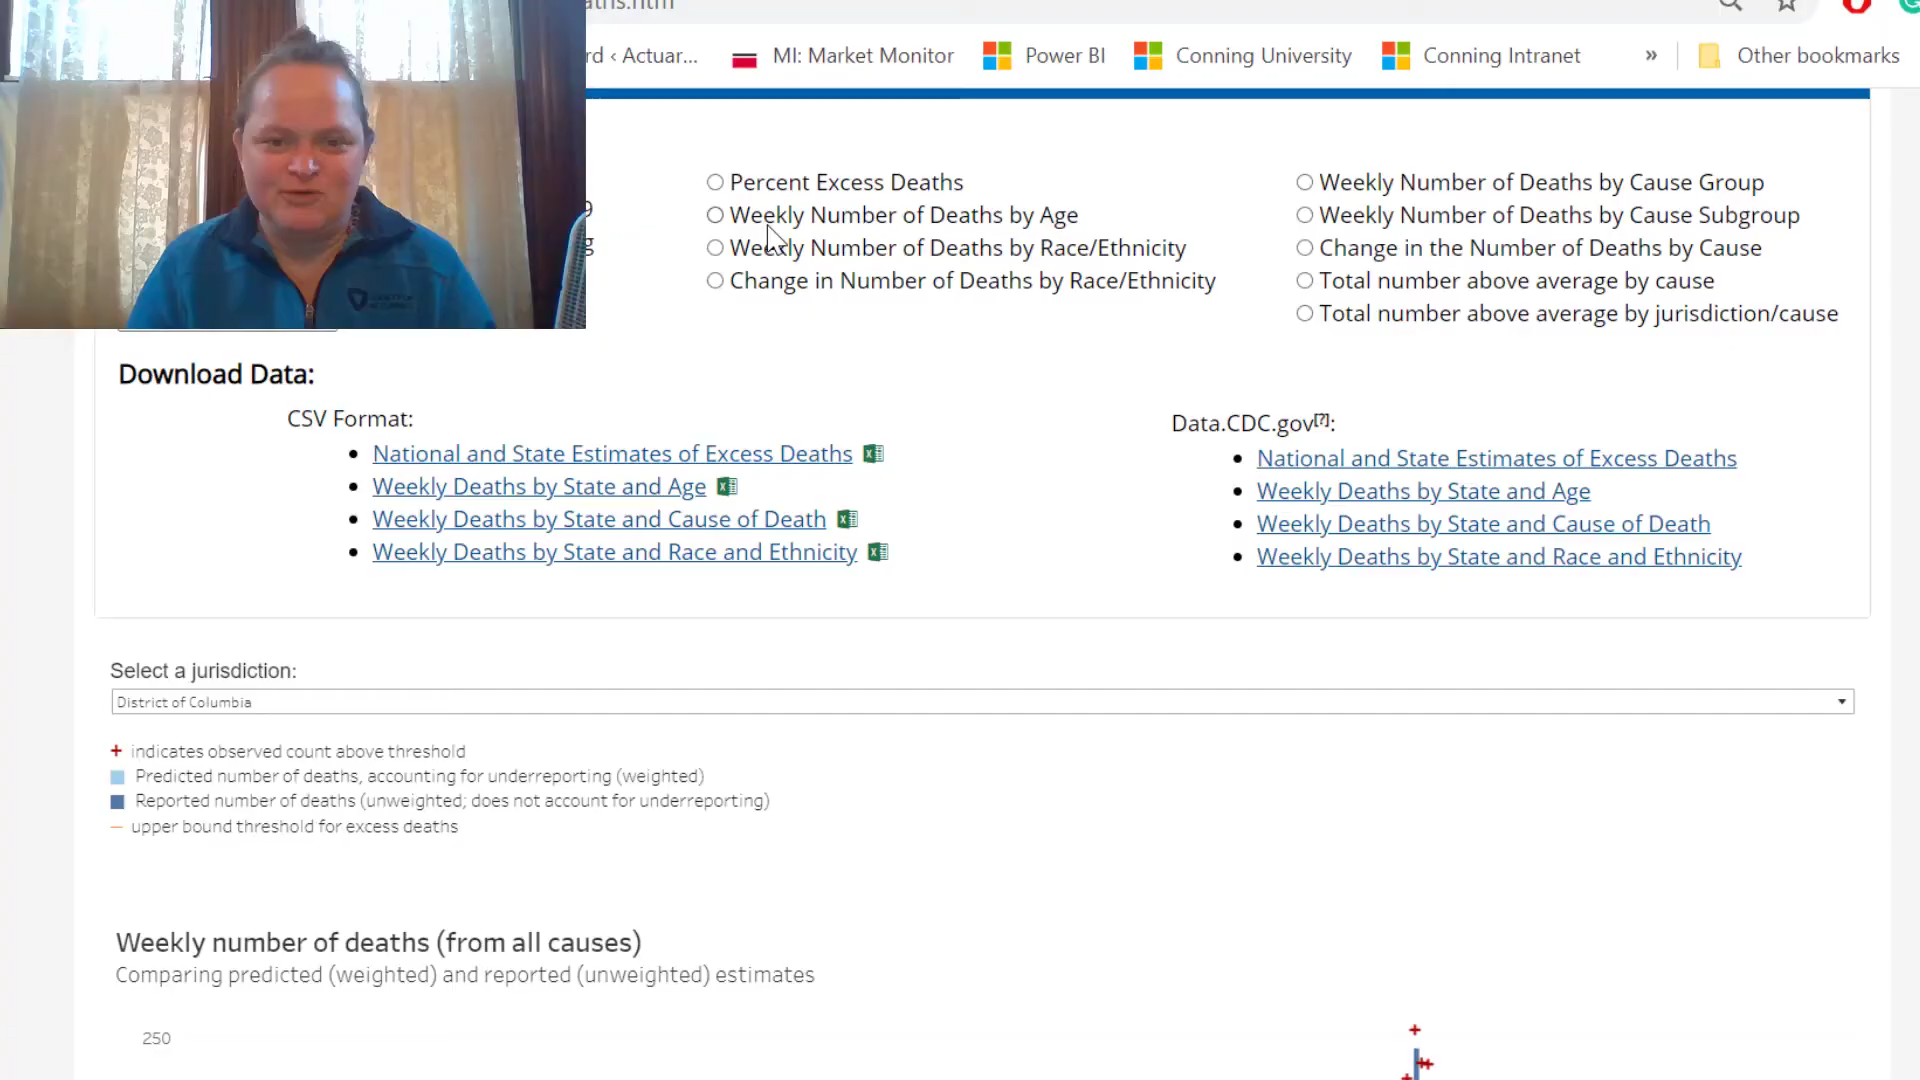 aths.htm
rd ‹ Actuar...
MI: Market Monitor
Power BI
Conning University
Conning Intranet
»
Other bookmarks
Percent Excess Deaths
Weekly Number of Deaths by Age
Weekly Number of Deaths by Race/Ethnicity
Change in Number of Deaths by Race/Ethnicity
Weekly Number of Deaths by Cause Group
Weekly Number of Deaths by Cause Subgroup
Change in the Number of Deaths by Cause
Total number above average by cause
Total number above average by jurisdiction/cause
Download Data:
CSV Format:
• National and State Estimates of Excess Deaths
• Weekly Deaths by State and Age
• Weekly Deaths by State and Cause of Death
• Weekly Deaths by State and Race and Ethnicity
Data.CDC.gov[?]:
• National and State Estimates of Excess Deaths
• Weekly Deaths by State and Age
• Weekly Deaths by State and Cause of Death
• Weekly Deaths by State and Race and Ethnicity
Select a jurisdiction:
District of Columbia
+ indicates observed count above threshold
Predicted number of deaths, accounting for underreporting (weighted)
Reported number of deaths (unweighted; does not account for underreporting)
— upper bound threshold for excess deaths
Weekly number of deaths (from all causes)
Comparing predicted (weighted) and reported (unweighted) estimates
250